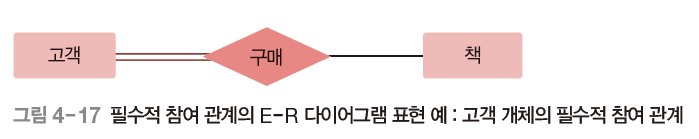 고객 구매 책
그림 4-17 필수적 참여 관계의 E-R 다이어그램 표현 예 : 고객 개체의 필수적 참여 관계